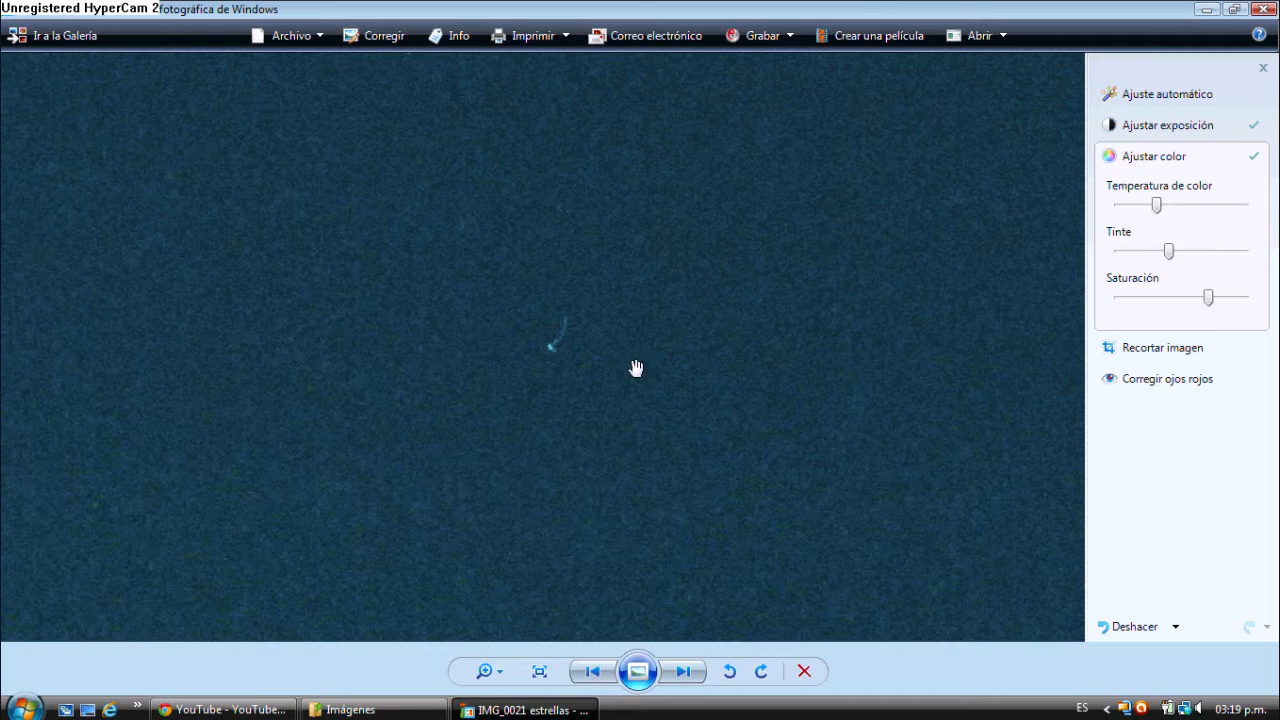 Unregistered HyperCam 2 fotográfica de Windows
Ir a la Galería Archivo Corregir Info Imprimir Correo electrónico Grabar Crear una película Abrir
Ajuste automático
Ajustar exposición
Ajustar color
Temperatura de color
Tinte
Saturación
Recortar imagen
Corregir ojos rojos
Deshacer
YouTube - YouTube... Imágenes IMG_0021 estrellas - ... ES 03:19 p.m.